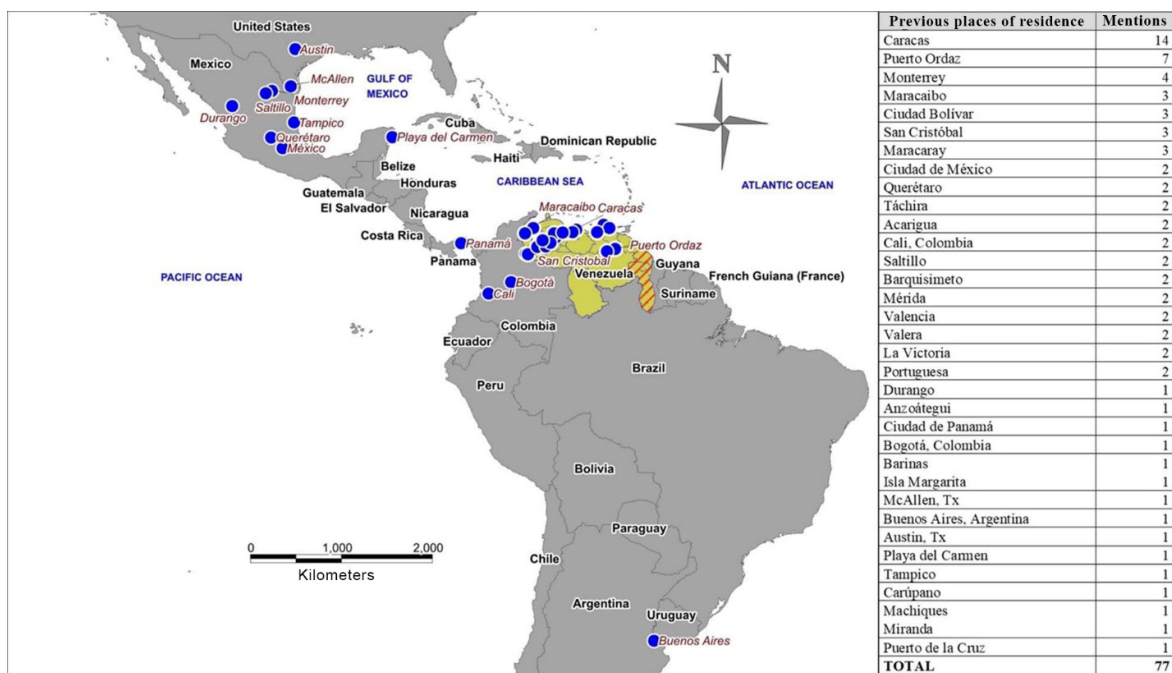 United States
Austin
Mexico
McAllen
GULF OF
MEXICO
Monterrey
Saltillo
Durango
Tampico
Querétaro
México
Playa del Carmen
Cuba
Dominican Republic
Haiti
Belize
Honduras
CARIBBEAN SEA
ATLANTIC OCEAN
Guatemala
El Salvador
Nicaragua
Costa Rica
Panama
Panamá
Maracaibo
Caracas
Puerto Ordaz
San Cristobal
Venezuela
Guyana
French Guiana (France)
Suriname
PACIFIC OCEAN
Bogotá
Cali
Colombia
Ecuador
Peru
Brazil
Bolivia
Paraguay
Chile
Argentina
Uruguay
Buenos Aires
N
0 1,000 2,000
Kilometers
Previous places of residence Mentions
Caracas 14
Puerto Ordaz 7
Monterrey 4
Maracaibo 3
Ciudad Bolívar 3
San Cristóbal 3
Maracaray 3
Ciudad de México 2
Querétaro 2
Táchira 2
Acarigua 2
Cali, Colombia 2
Saltillo 2
Barquisimeto 2
Mérida 2
Valencia 2
Valera 2
La Victoria 2
Portuguesa 2
Durango 1
Anzoátegui 1
Ciudad de Panamá 1
Bogotá, Colombia 1
Barinas 1
Isla Margarita 1
McAllen, Tx 1
Buenos Aires, Argentina 1
Austin, Tx 1
Playa del Carmen 1
Tampico 1
Carúpano 1
Machiques 1
Miranda 1
Puerto de la Cruz 1
TOTAL 77